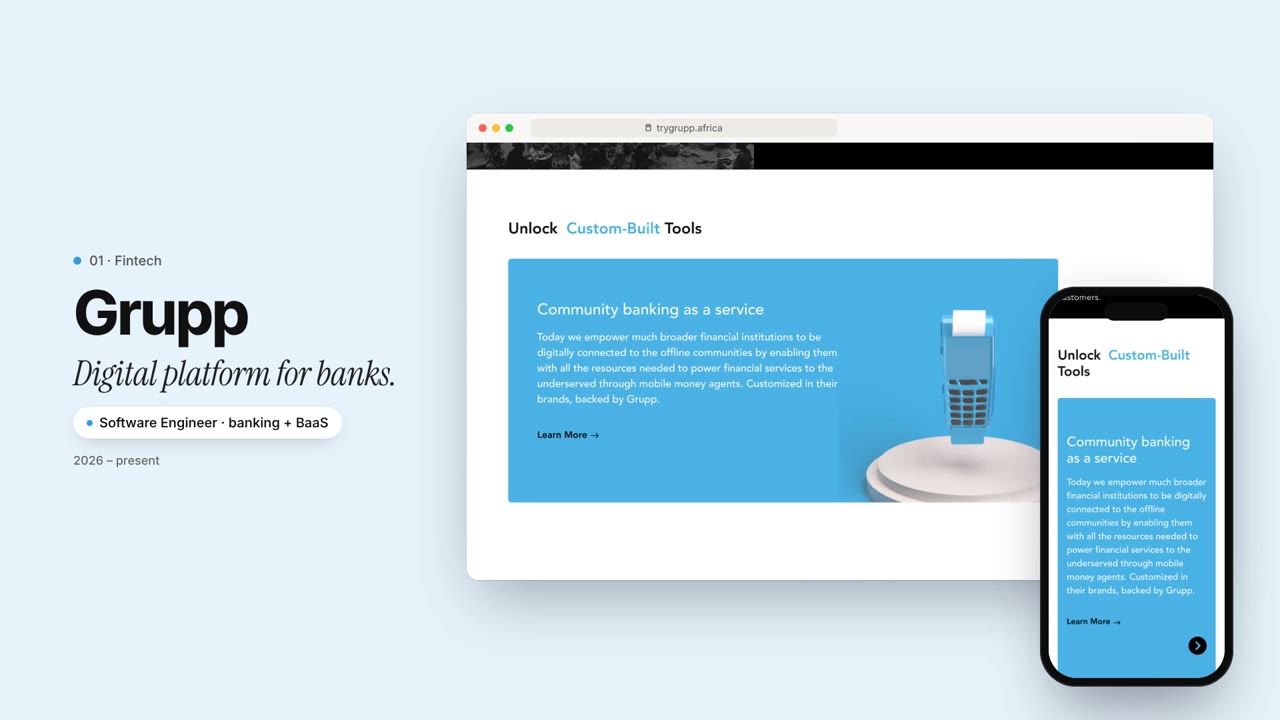 01 · Fintech
Grupp
Digital platform for banks.
Software Engineer · banking + BaaS
2026 – present
trygrupp.africa
Unlock Custom-Built Tools
Community banking as a service
Today we empower much broader financial institutions to be
digitally connected to the offline communities by enabling them
with all the resources needed to power financial services to the
underserved through mobile money agents. Customized in their
brands, backed by Grupp.
Learn More →
ustomers.
Unlock Custom-Built
Tools
Community banking
as a service
Today we empower much broader
financial institutions to be digitally
connected to the offline
communities by enabling them
with all the resources needed to
power financial services to the
underserved through mobile
money agents. Customized in
their brands, backed by Grupp.
Learn More →